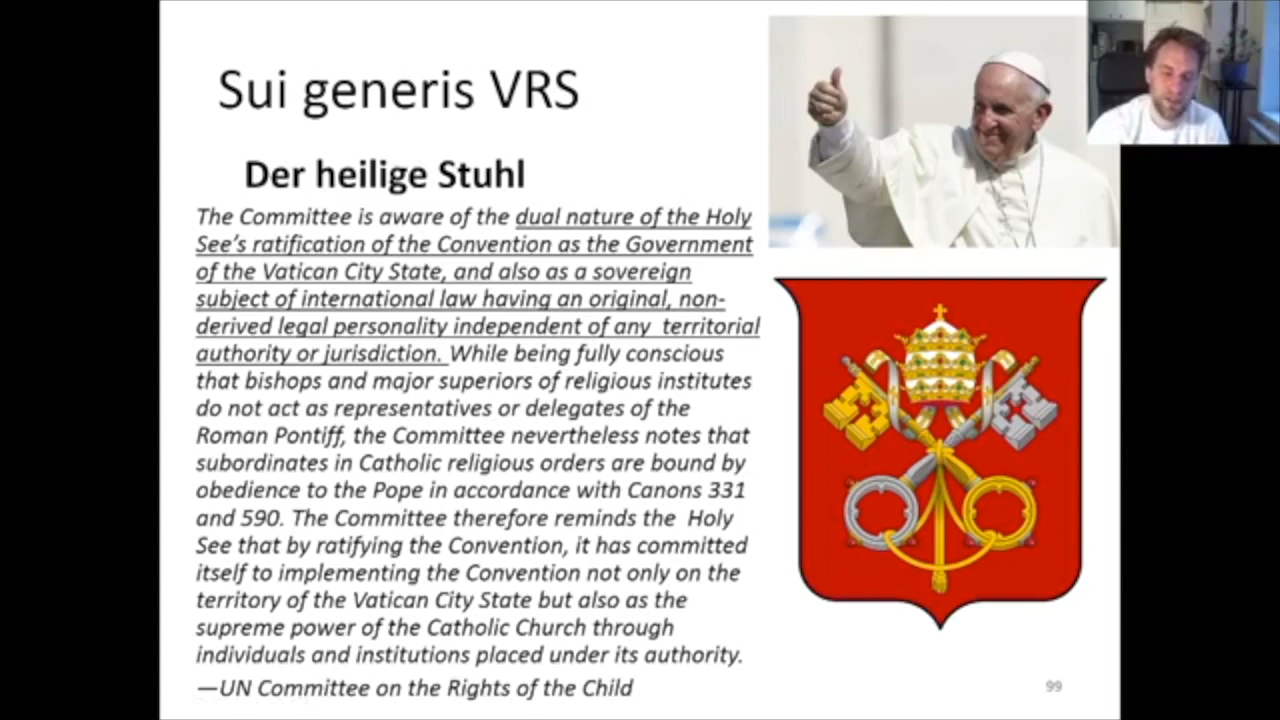 Sui generis VRS
Der heilige Stuhl
The Committee is aware of the dual nature of the Holy
See's ratification of the Convention as the Government
of the Vatican City State, and also as a sovereign
subject of international law having an original, non-
derived legal personality independent of any  territorial
authority or jurisdiction. While being fully conscious
that bishops and major superiors of religious institutes
do not act as representatives or delegates of the
Roman Pontiff, the Committee nevertheless notes that
subordinates in Catholic religious orders are bound by
obedience to the Pope in accordance with Canons 331
and 590. The Committee therefore reminds the  Holy
See that by ratifying the Convention, it has committed
itself to implementing the Convention not only on the
territory of the Vatican City State but also as the
supreme power of the Catholic Church through
individuals and institutions placed under its authority.
—UN Committee on the Rights of the Child
99